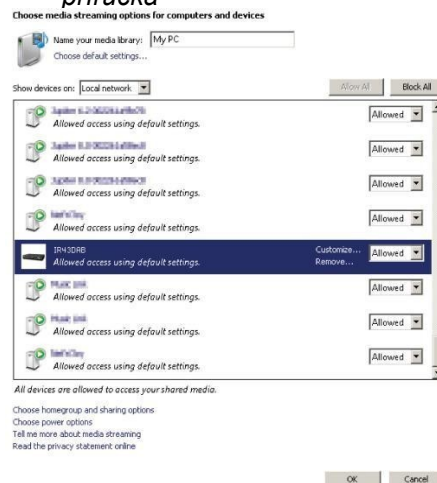 príručka
Choose media streaming options for computers and devices
Name your media library: My PC
Choose default settings...
Show devices on: Local network Allow All Block All
Allowed
Allowed access using default settings.
Allowed
Allowed access using default settings.
Allowed
Allowed access using default settings.
Allowed
Allowed access using default settings.
IR43DAB Customize... Allowed
Allowed access using default settings. Remove...
Allowed
Allowed access using default settings.
Allowed
Allowed access using default settings.
Allowed
Allowed access using default settings.
All devices are allowed to access your shared media.
Choose homegroup and sharing options
Choose power options
Tell me more about media streaming
Read the privacy statement online
OK Cancel